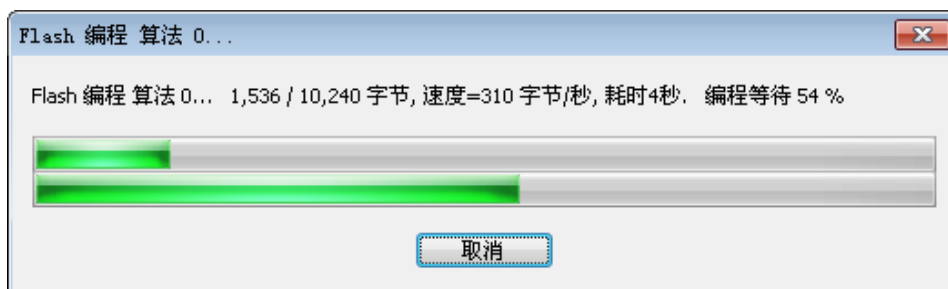 Flash 编程 算法 0...
Flash 编程 算法 0... 1,536 / 10,240 字节, 速度=310 字节/秒, 耗时4秒. 编程等待 54 %
取消